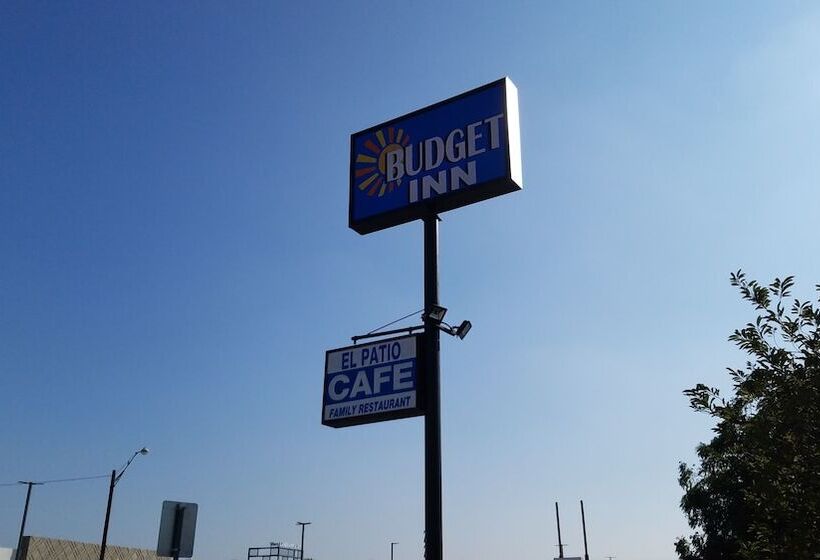 BUDGET
INN
EL PATIO
CAFE
FAMILY RESTAURANT